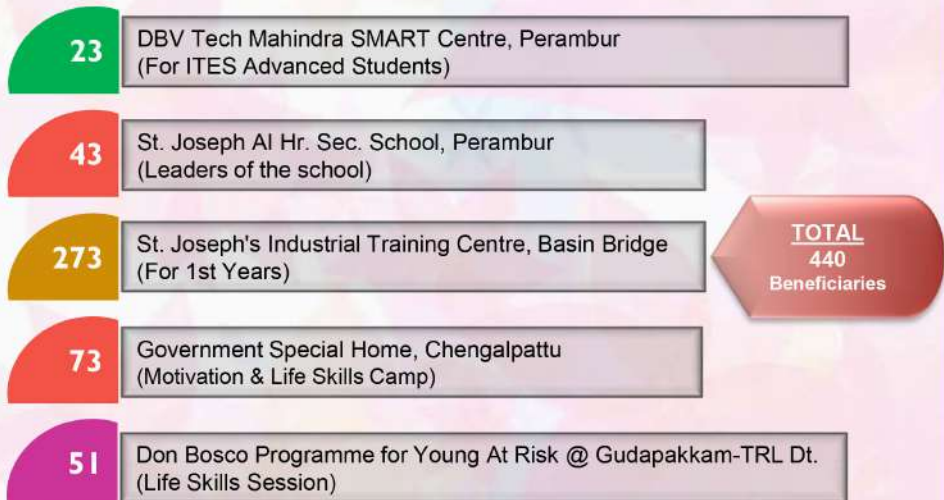 23
DBV Tech Mahindra SMART Centre, Perambur
(For ITES Advanced Students)
43
St. Joseph AI Hr. Sec. School, Perambur
(Leaders of the school)
273
St. Joseph's Industrial Training Centre, Basin Bridge
(For 1st Years)
TOTAL
440
Beneficiaries
73
Government Special Home, Chengalpattu
(Motivation & Life Skills Camp)
51
Don Bosco Programme for Young At Risk @ Gudapakkam-TRL Dt.
(Life Skills Session)